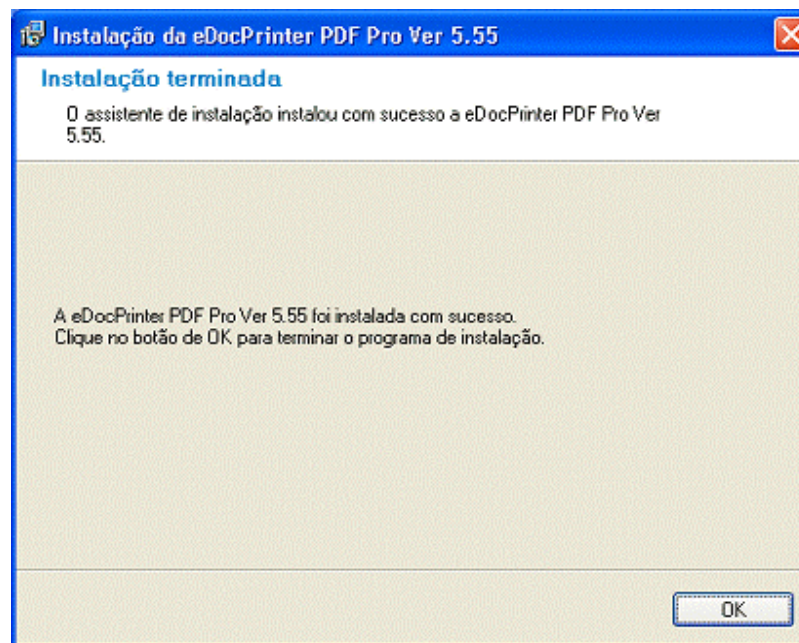 Instalação da eDocPrinter PDF Pro Ver 5.55
Instalação terminada
O assistente de instalação instalou com sucesso a eDocPrinter PDF Pro Ver
5.55.
A eDocPrinter PDF Pro Ver 5.55 foi instalada com sucesso.
Clique no botão de OK para terminar o programa de instalação.
OK